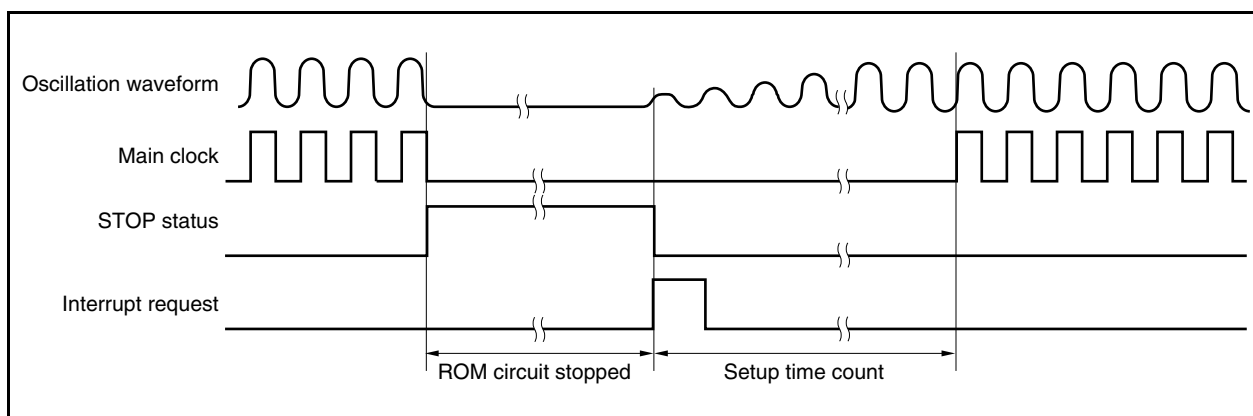 Oscillation waveform
Main clock
STOP status
Interrupt request
ROM circuit stopped
Setup time count